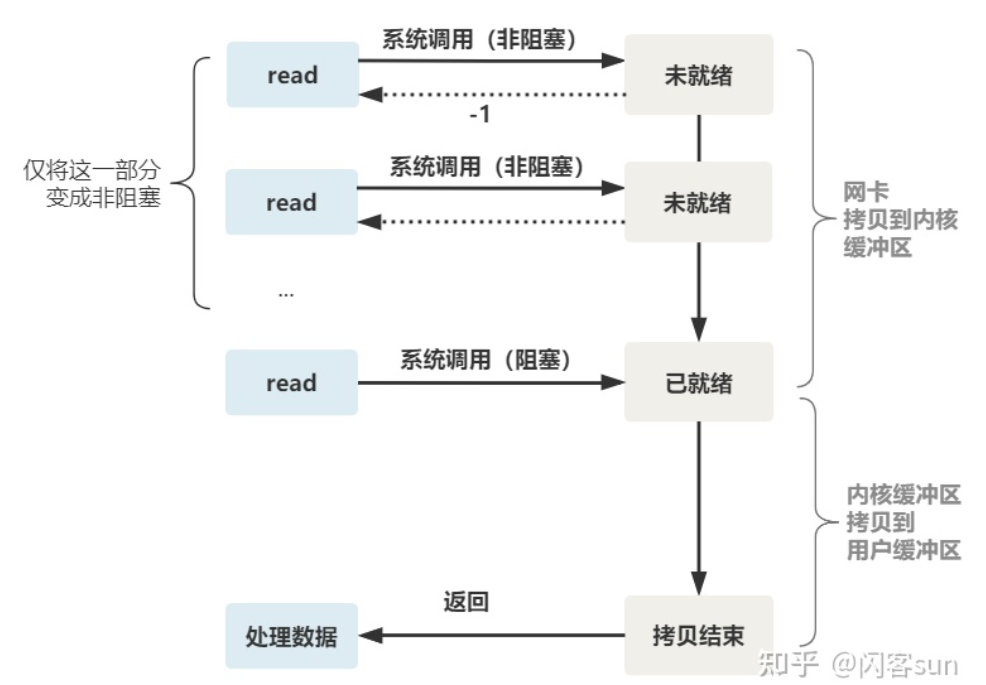 系统调用（非阻塞）
read
未就绪
-1
仅将这一部分
变成非阻塞
系统调用（非阻塞）
read
未就绪
网卡
拷贝到内核
缓冲区
...
系统调用（阻塞）
read
已就绪
内核缓冲区
拷贝到
用户缓冲区
返回
处理数据
拷贝结束
知乎 @闪客sun